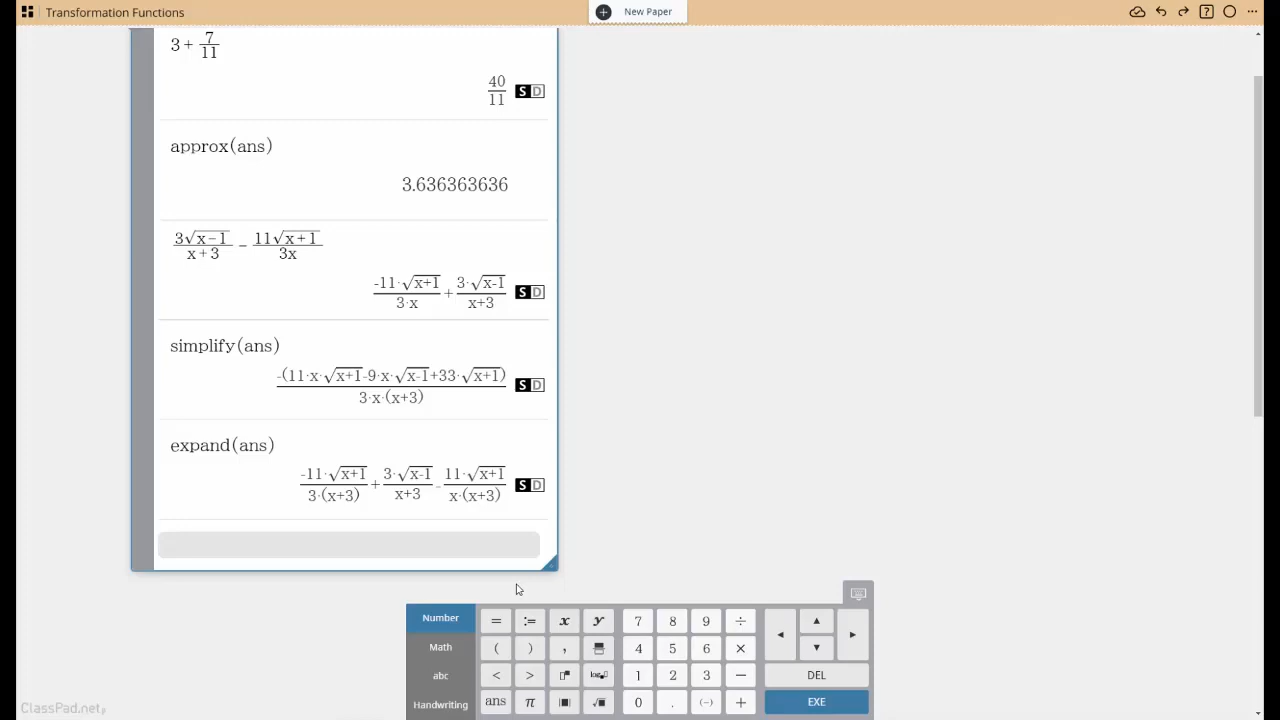 Transformation Functions
New Paper
3 + 7/11
40/11 S D
approx(ans)
3.636363636
3√x−1/x+3 − 11√x+1/3x
-11·√x+1/3·x + 3·√x-1/x+3 S D
simplify(ans)
-(11·x·√x+1-9·x·√x-1+33·√x+1)/3·x·(x+3) S D
expand(ans)
-11·√x+1/3·(x+3) + 3·√x-1/x+3 - 11·√x+1/x·(x+3) S D
Number = := x y 7 8 9 ÷
Math ( ) , 4 5 6 ×
abc < > 1 2 3 − DEL
Handwriting ans π 0 . (−) + EXE
ClassPad.net